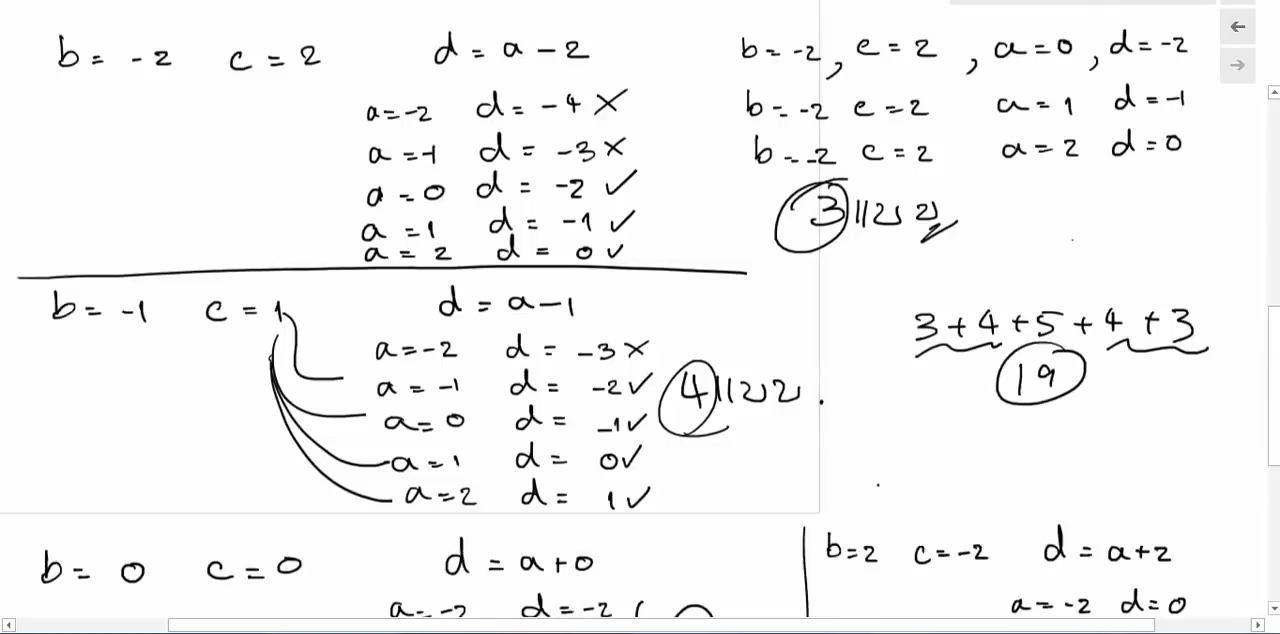 b = -2 c = 2 d = a - 2
a = -2 d = -4 ×
a = -1 d = -3 ×
a = 0 d = -2 ✓
a = 1 d = -1 ✓
a = 2 d = 0 ✓
b = -2 , c = 2 , a = 0 , d = -2
b = -2 c = 2 a = 1 d = -1
b = -2 c = 2 a = 2 d = 0
3
b = -1 c = 1 d = a - 1
a = -2 d = -3 ×
a = -1 d = -2 ✓
a = 0 d = -1 ✓
a = 1 d = 0 ✓
a = 2 d = 1 ✓
4
3 + 4 + 5 + 4 + 3
19
b = 0 c = 0 d = a + 0
a = -2 d = -2
b = 2 c = -2 d = a + 2
a = -2 d = 0